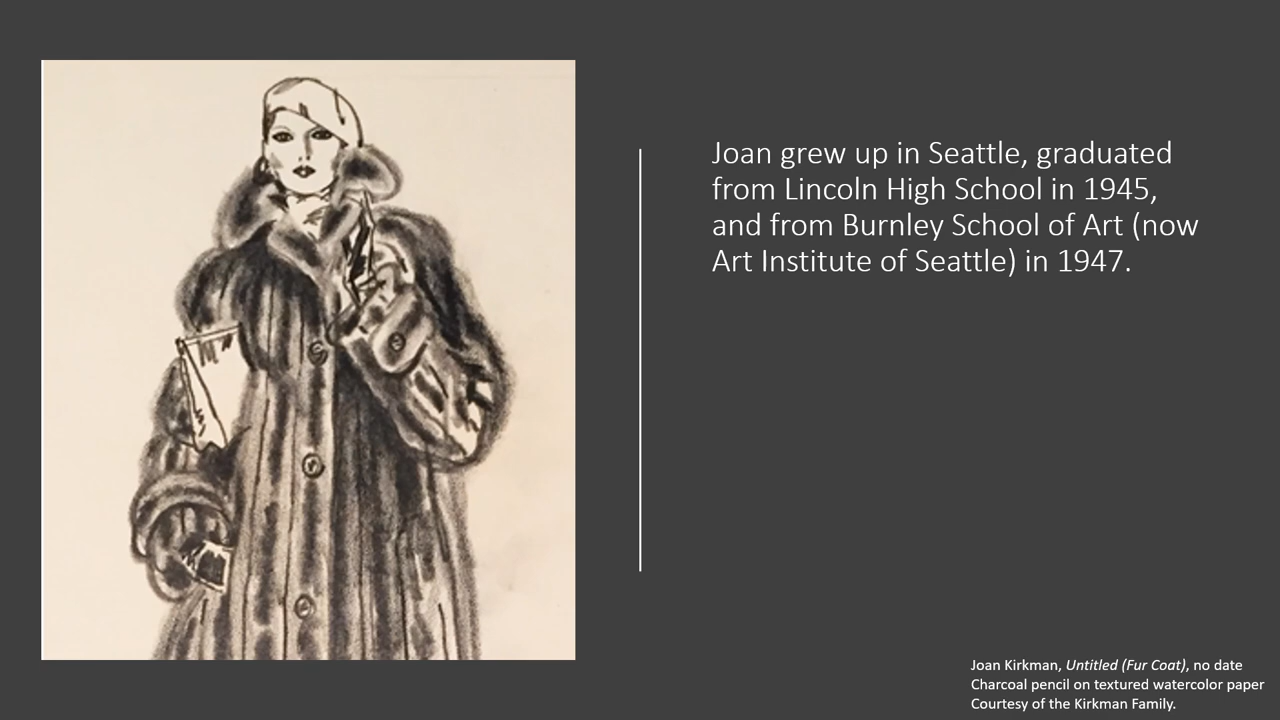 Joan grew up in Seattle, graduated
from Lincoln High School in 1945,
and from Burnley School of Art (now
Art Institute of Seattle) in 1947.
Joan Kirkman, Untitled (Fur Coat), no date
Charcoal pencil on textured watercolor paper
Courtesy of the Kirkman Family.